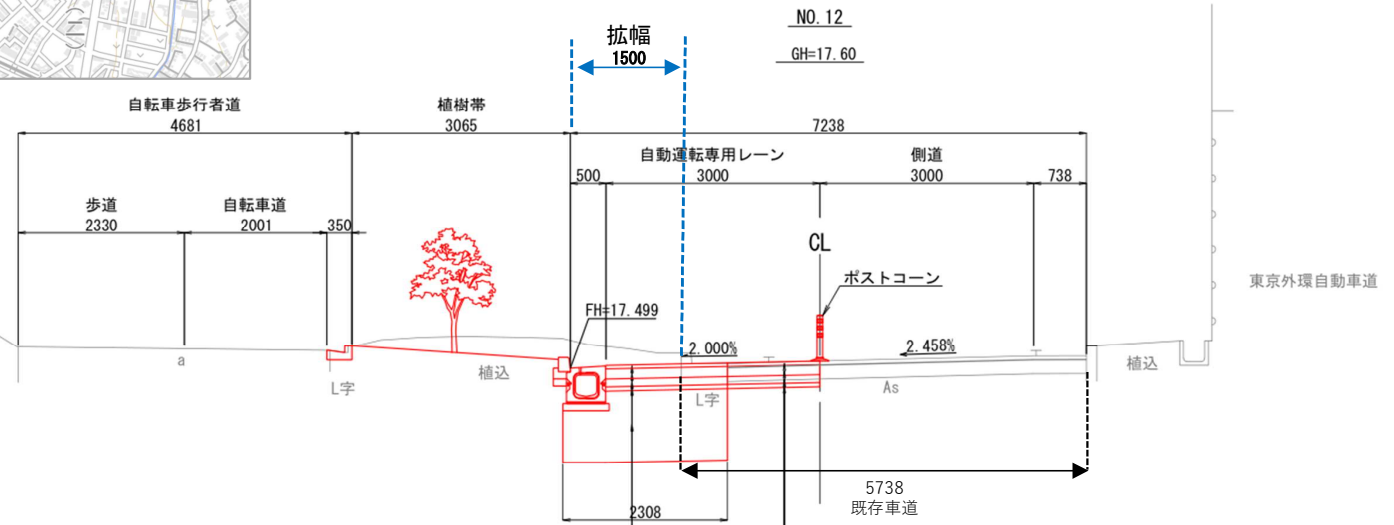 NO. 12
拡幅
1500
GH=17.60
自転車歩行者道
植樹帯
4681
3065
7238
自動運転専用レーン
側道
500
3000
3000
738
歩道
自転車道
2330
2001
350
CL
ポストコーン
東京外環自動車道
FH=17.499
2.000%
2.458%
a
植込
植込
L字
L字
As
5738
既存車道
2308